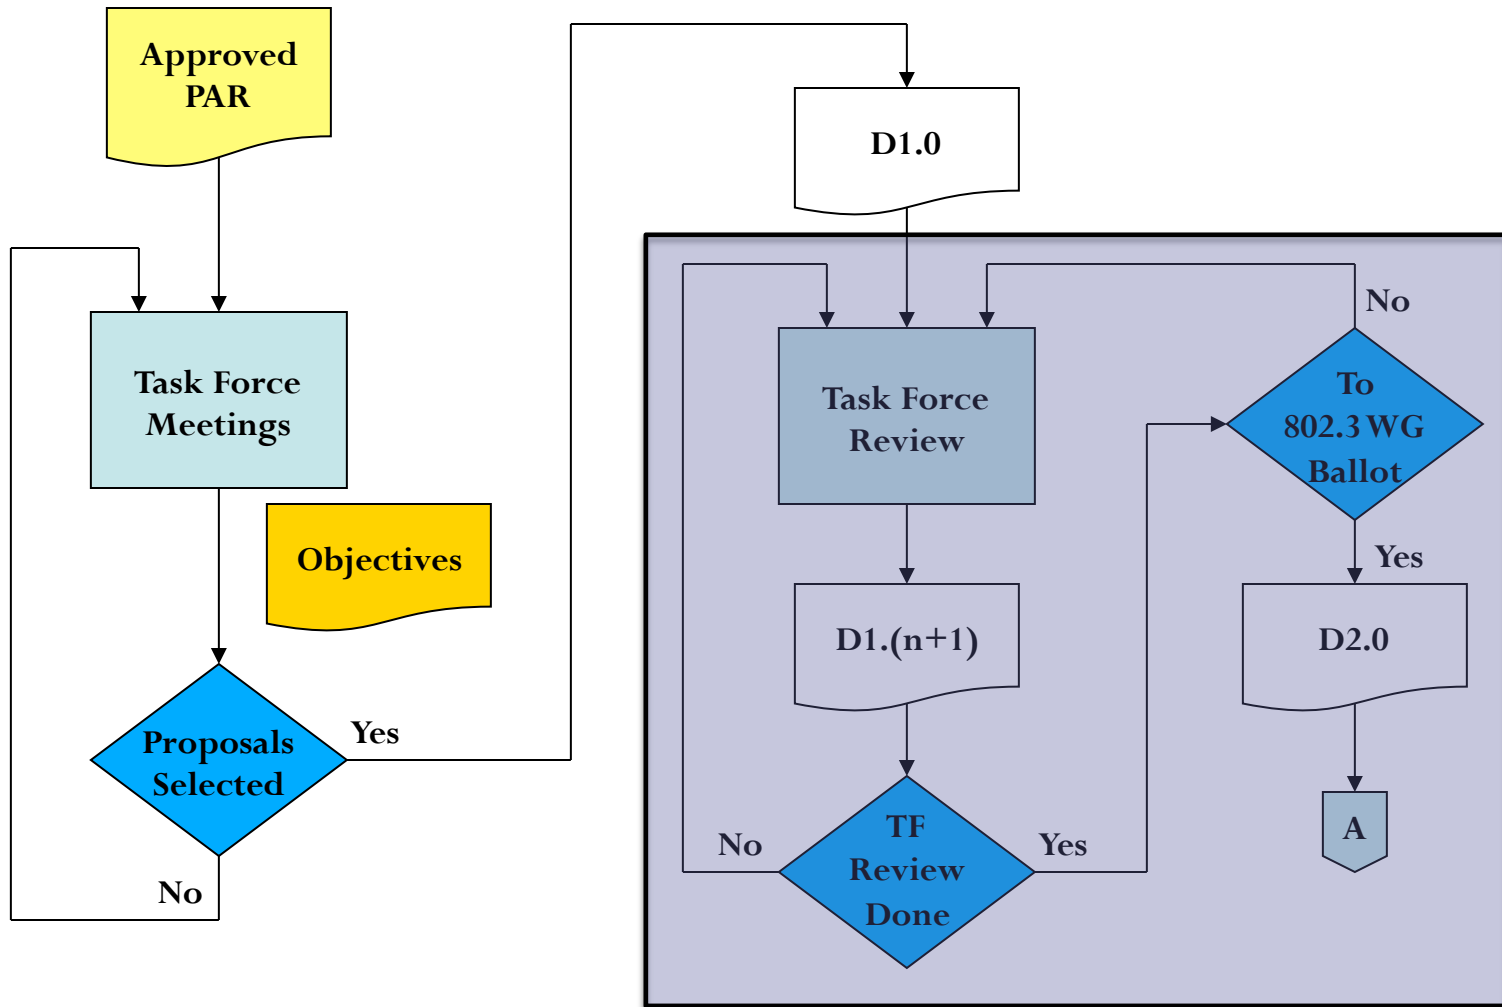 Approved
PAR
Task Force
Meetings
Objectives
Proposals
Selected
Yes
No
D1.0
Task Force
Review
D1.(n+1)
TF
Review
Done
No
Yes
To
802.3 WG
Ballot
No
Yes
D2.0
A